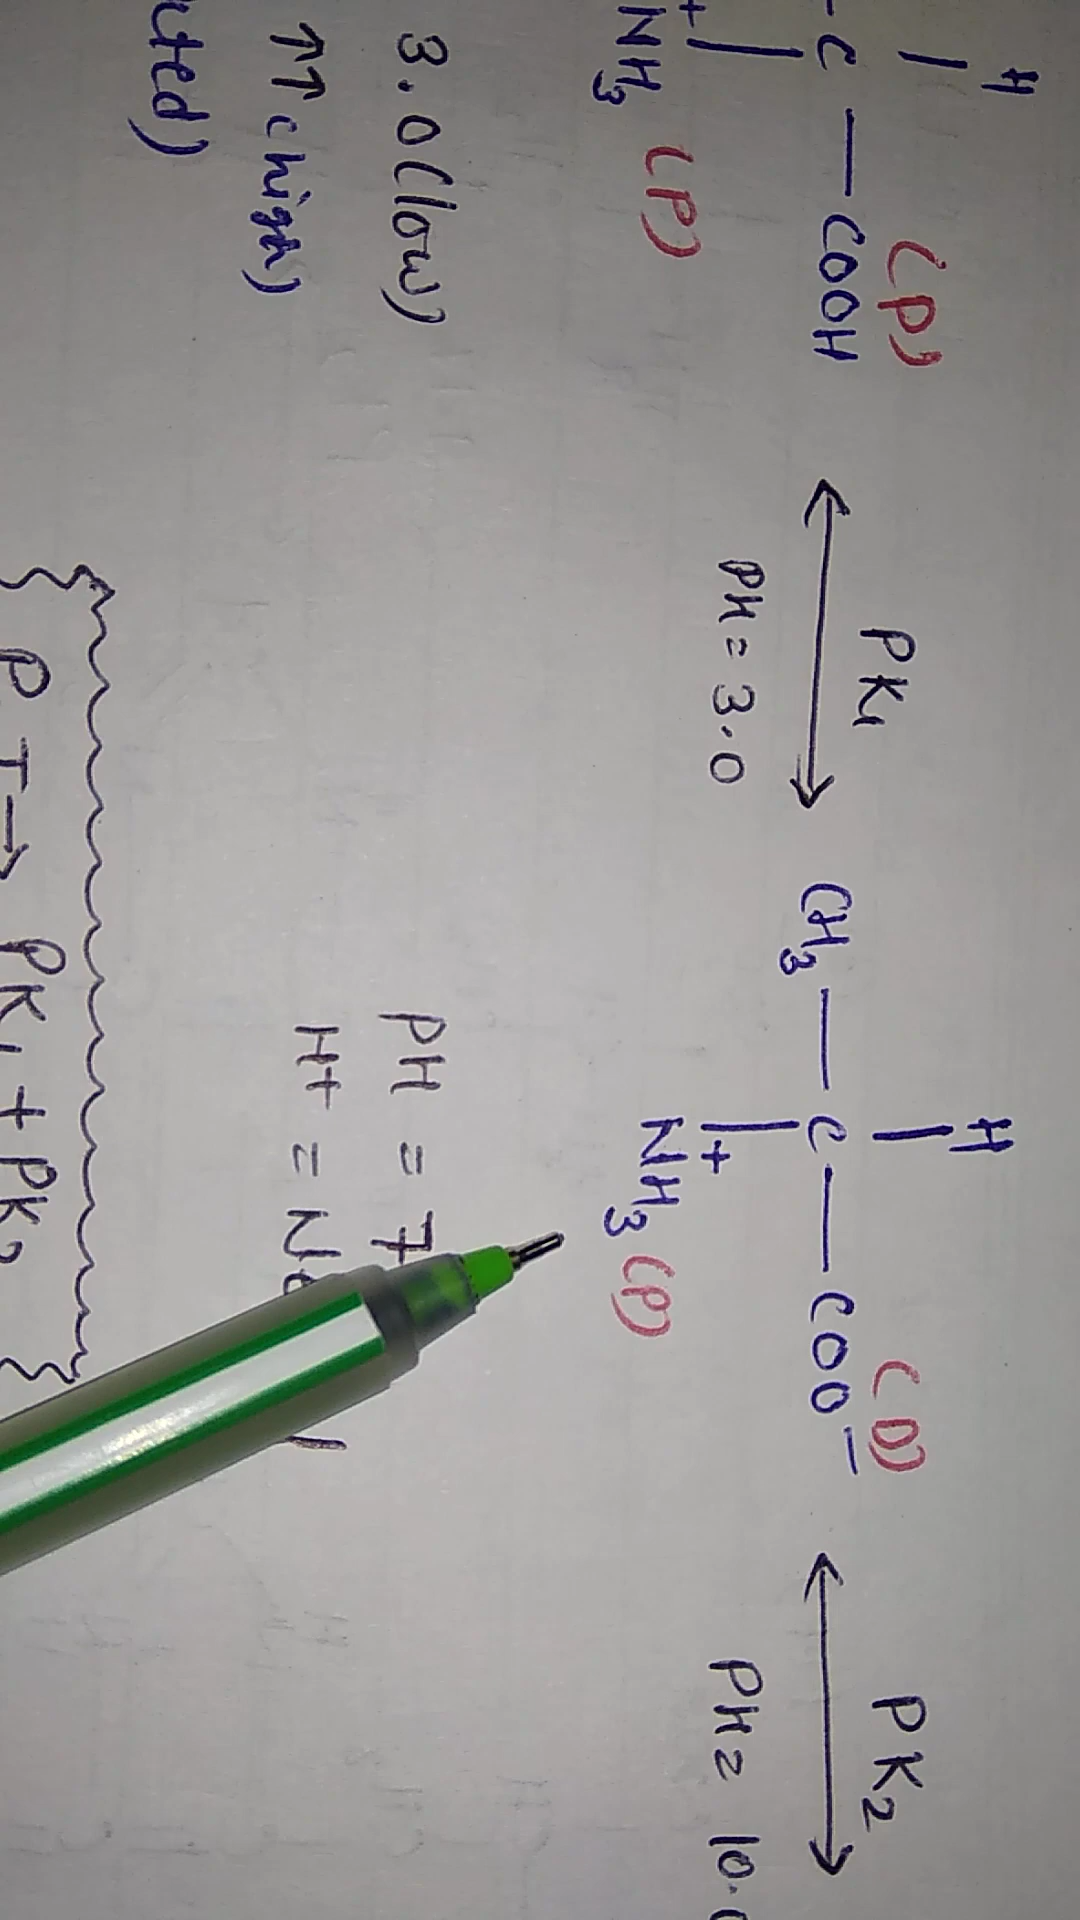 H H
(P) (D)
PK1 PK2
C — COOH CH3 — C — COO−
PH = 3.0 PH = 10.
+ +
NH3 (P) NH3 (P)
3.0 (low) PH = 7
↑↑ (high) H+ =
P I → PK1 + PK2